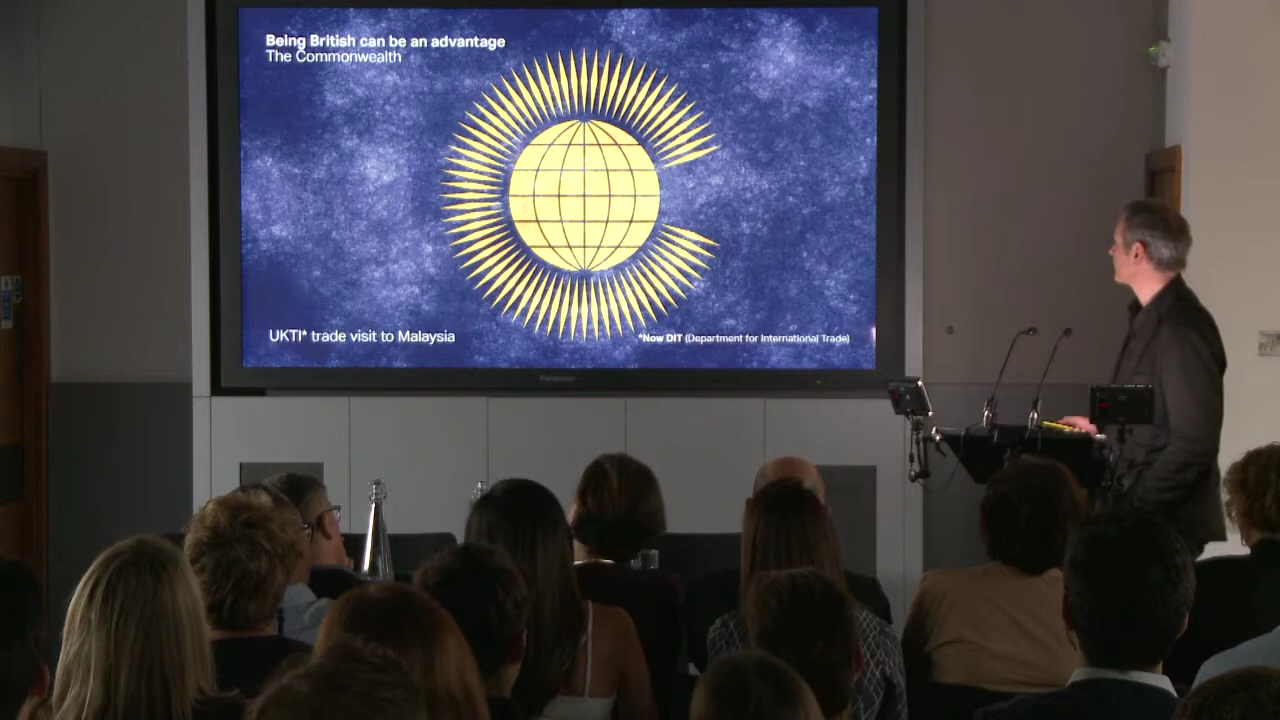 Being British can be an advantage
The Commonwealth
UKTI* trade visit to Malaysia
*Now DIT (Department for International Trade)
Panasonic